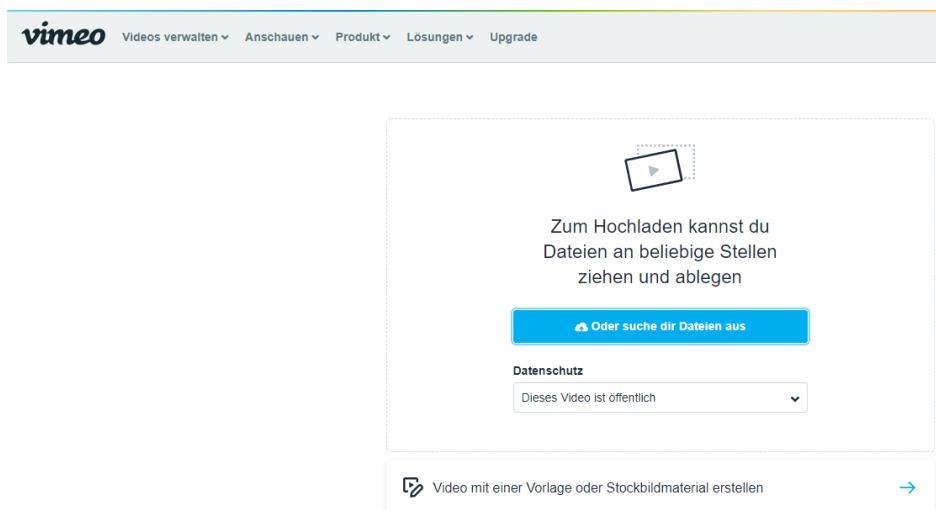 vimeo Videos verwalten Anschauen Produkt Lösungen Upgrade
Zum Hochladen kannst du
Dateien an beliebige Stellen
ziehen und ablegen
Oder suche dir Dateien aus
Datenschutz
Dieses Video ist öffentlich
Video mit einer Vorlage oder Stockbildmaterial erstellen